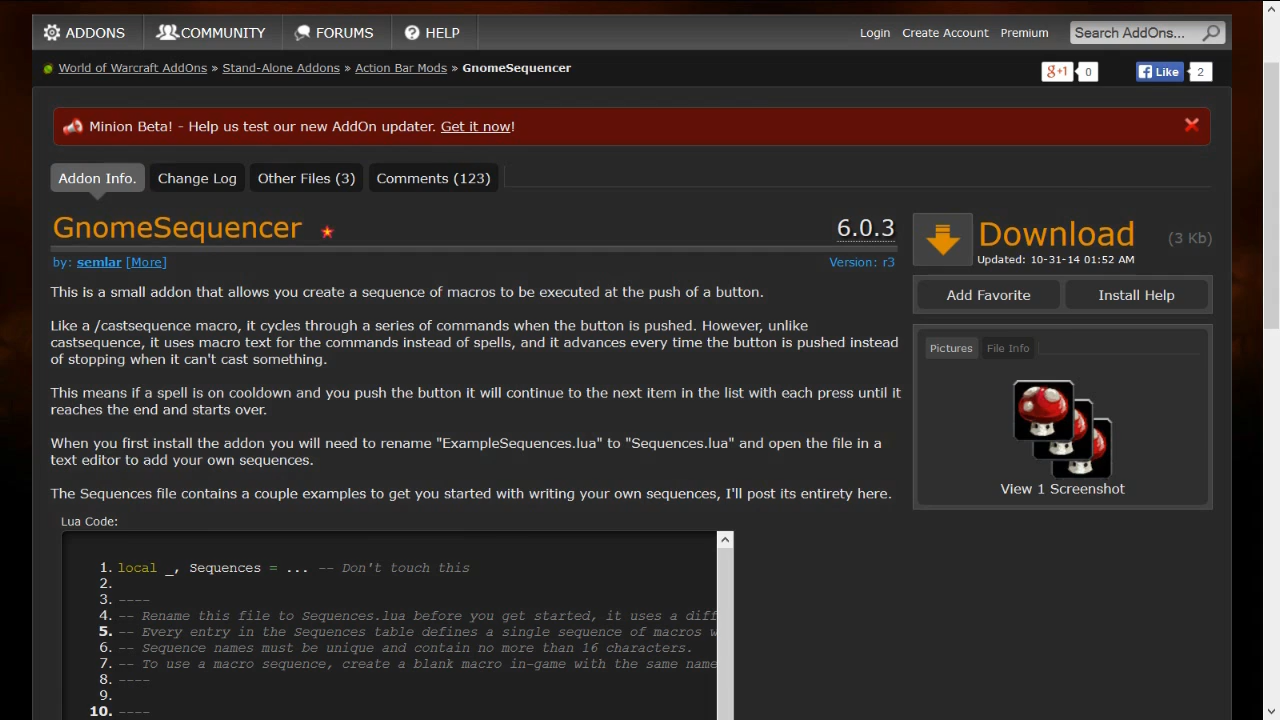 ADDONS COMMUNITY FORUMS HELP Login Create Account Premium Search AddOns...
World of Warcraft AddOns » Stand-Alone Addons » Action Bar Mods » GnomeSequencer g+1 0 Like 2
Minion Beta! - Help us test our new AddOn updater. Get it now!
Addon Info. Change Log Other Files (3) Comments (123)
GnomeSequencer 6.0.3
by: semlar [More] Version: r3
Download (3 Kb)
Updated: 10-31-14 01:52 AM
Add Favorite Install Help
Pictures File Info
View 1 Screenshot
This is a small addon that allows you create a sequence of macros to be executed at the push of a button.
Like a /castsequence macro, it cycles through a series of commands when the button is pushed. However, unlike
castsequence, it uses macro text for the commands instead of spells, and it advances every time the button is pushed instead
of stopping when it can't cast something.
This means if a spell is on cooldown and you push the button it will continue to the next item in the list with each press until it
reaches the end and starts over.
When you first install the addon you will need to rename "ExampleSequences.lua" to "Sequences.lua" and open the file in a
text editor to add your own sequences.
The Sequences file contains a couple examples to get you started with writing your own sequences, I'll post its entirety here.
Lua Code:
1. local _, Sequences = ... -- Don't touch this
2.
3. ----
4. -- Rename this file to Sequences.lua before you get started, it uses a diff
5. -- Every entry in the Sequences table defines a single sequence of macros w
6. -- Sequence names must be unique and contain no more than 16 characters.
7. -- To use a macro sequence, create a blank macro in-game with the same name
8. ----
9.
10. ----